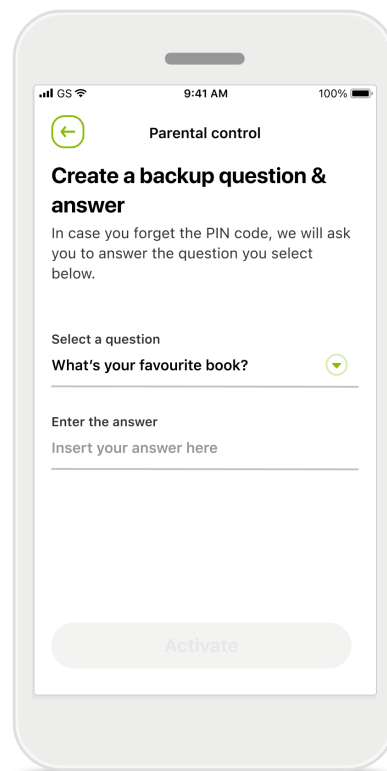 GS 9:41 AM 100%
Parental control
Create a backup question &
answer
In case you forget the PIN code, we will ask
you to answer the question you select
below.
Select a question
What's your favourite book?
Enter the answer
Insert your answer here
Activate